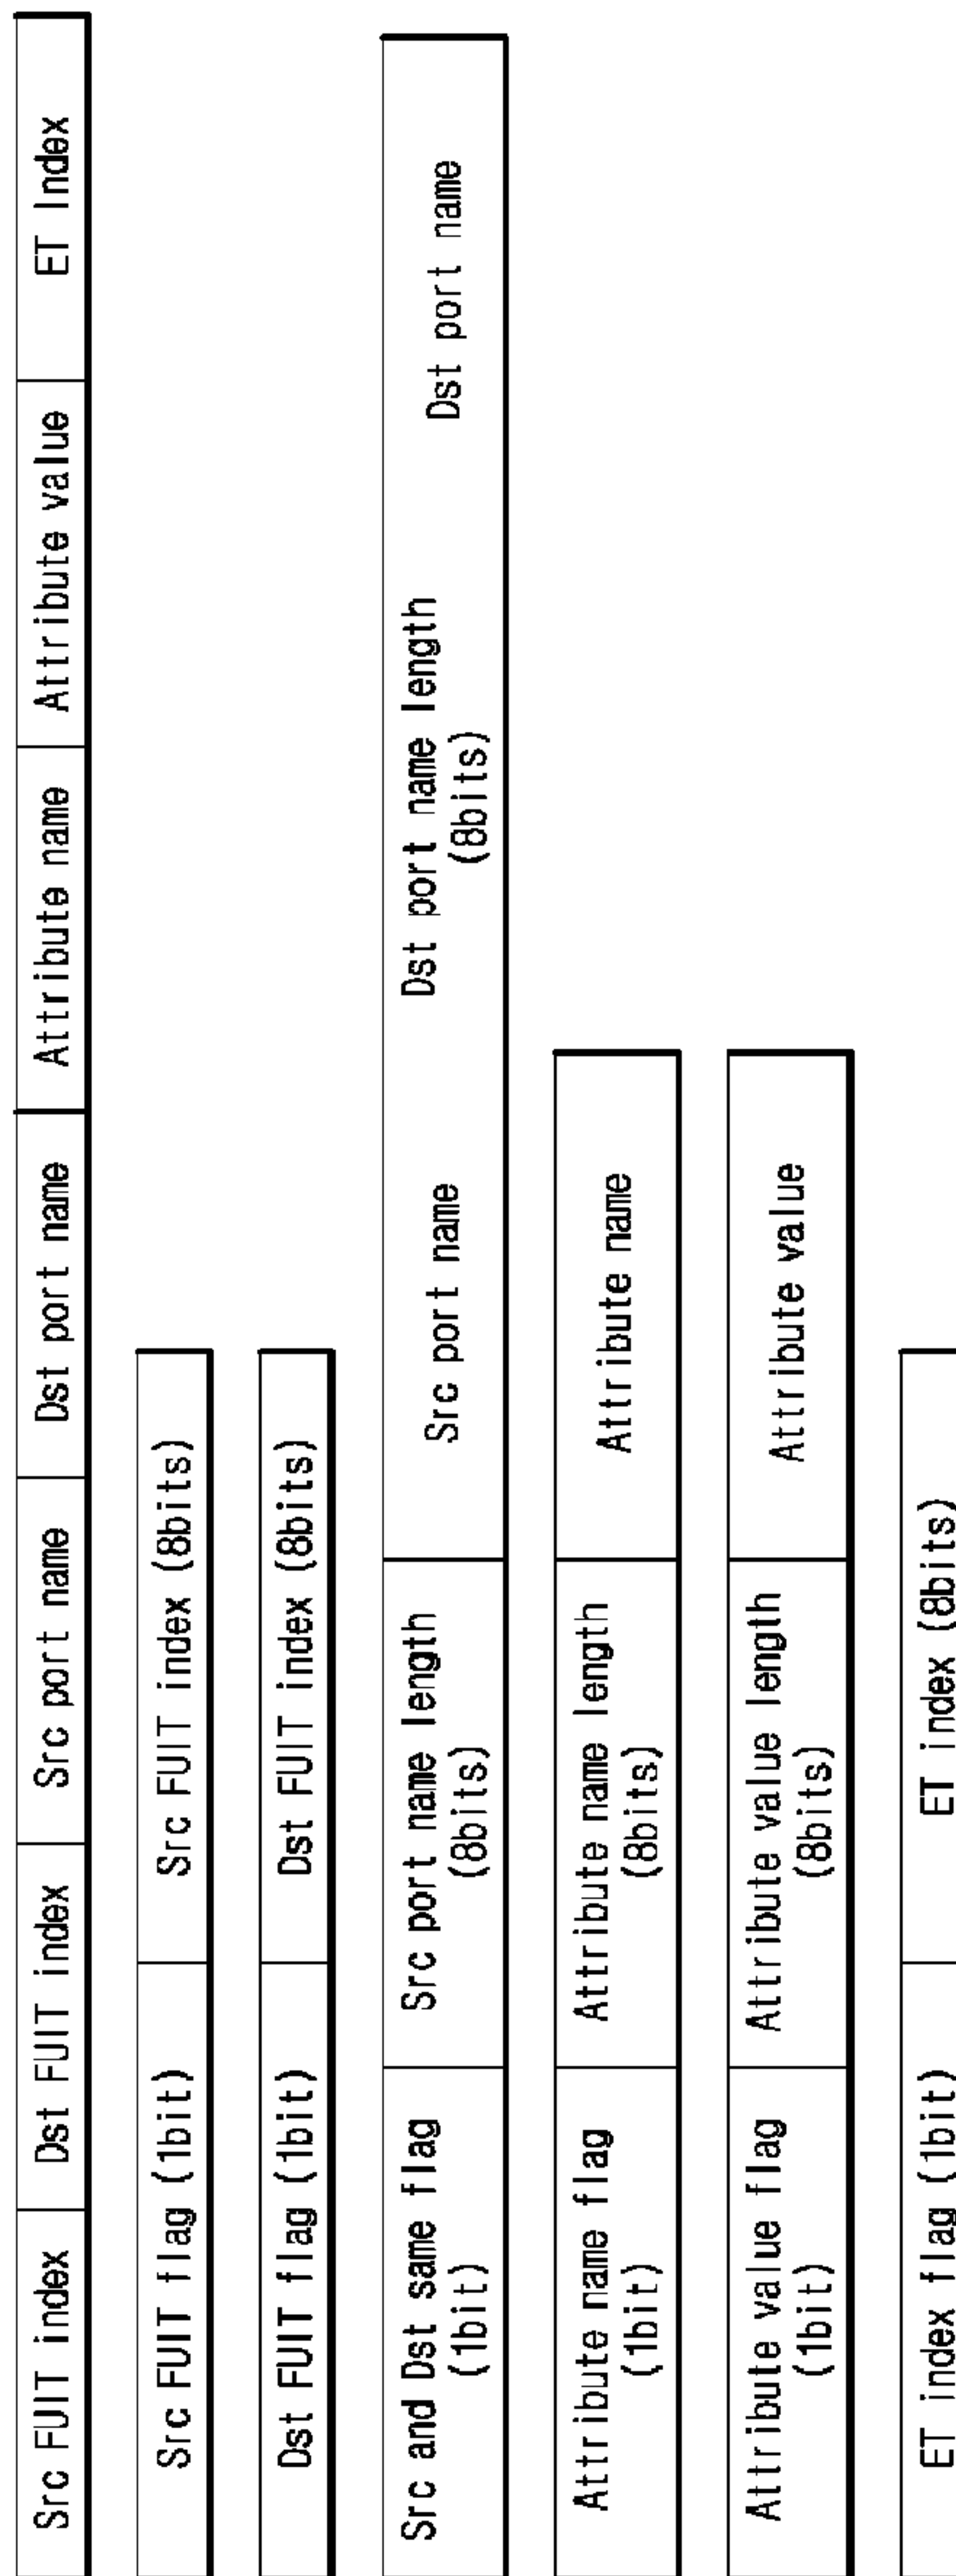 Src FUIT index
Dst FUIT index
Src port name
Dst port name
Attribute name
Attribute value
ET Index
Src FUIT flag (1bit)
Src FUIT index (8bits)
Dst FUIT flag (1bit)
Dst FUIT index (8bits)
Src and Dst same flag
(1bit)
Src port name length
(8bits)
Src port name
Dst port name length
(8bits)
Dst port name
Attribute name flag
(1bit)
Attribute name length
(8bits)
Attribute name
Attribute value flag
(1bit)
Attribute value length
(8bits)
Attribute value
ET index flag (1bit)
ET index (8bits)